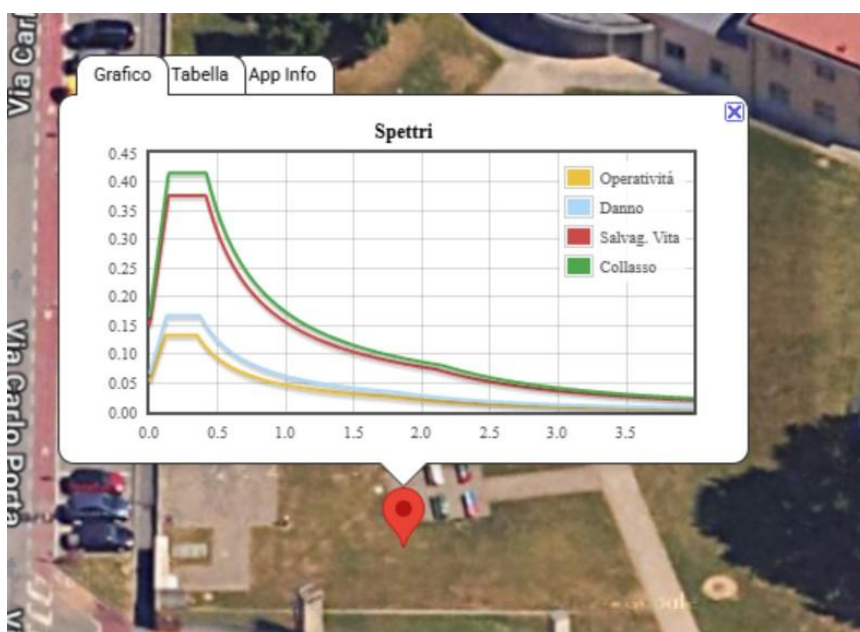 Via Carl
Grafico
Tabella
App Info
Spettri
0.45
0.40
0.35
0.30
0.25
0.20
0.15
0.10
0.05
0.00
0.0 0.5 1.0 1.5 2.0 2.5 3.0 3.5
Operativitá
Danno
Salvag. Vita
Collasso
Via Carlo Porta